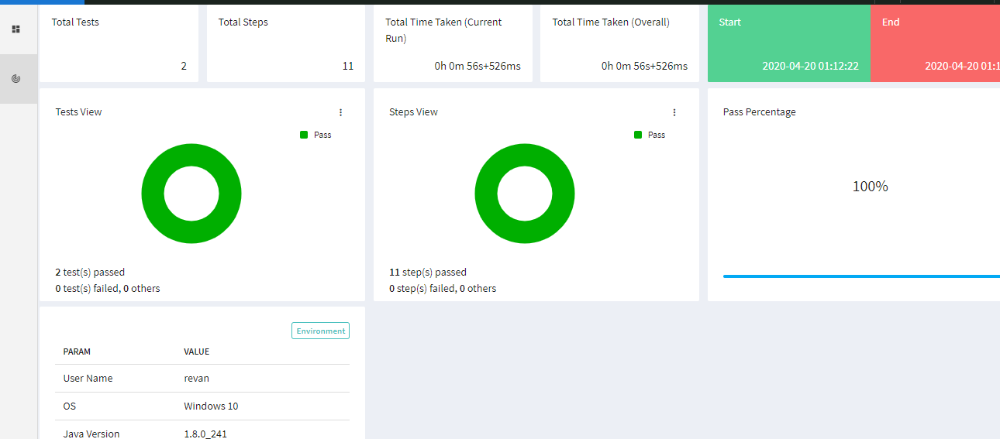 Total Tests
2
Total Steps
11
Total Time Taken (Current
Run)
0h 0m 56s+526ms
Total Time Taken (Overall)
0h 0m 56s+526ms
Start
2020-04-20 01:12:22
End
2020-04-20 01:1
Tests View
Pass
2 test(s) passed
0 test(s) failed, 0 others
Steps View
Pass
11 step(s) passed
0 step(s) failed, 0 others
Pass Percentage
100%
Environment
PARAM VALUE
User Name revan
OS Windows 10
Java Version 1.8.0_241